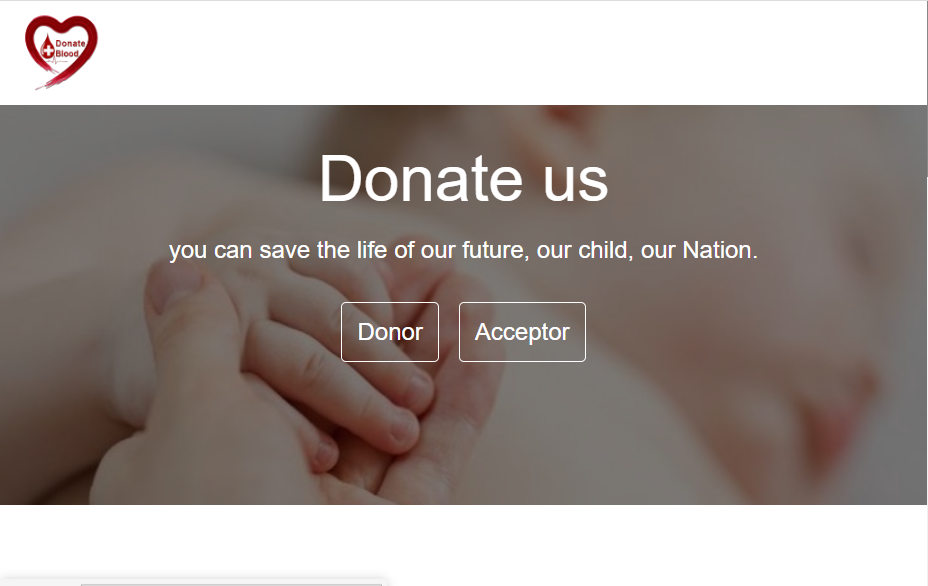 Donate
Blood
Donate us
you can save the life of our future, our child, our Nation.
Donor
Acceptor